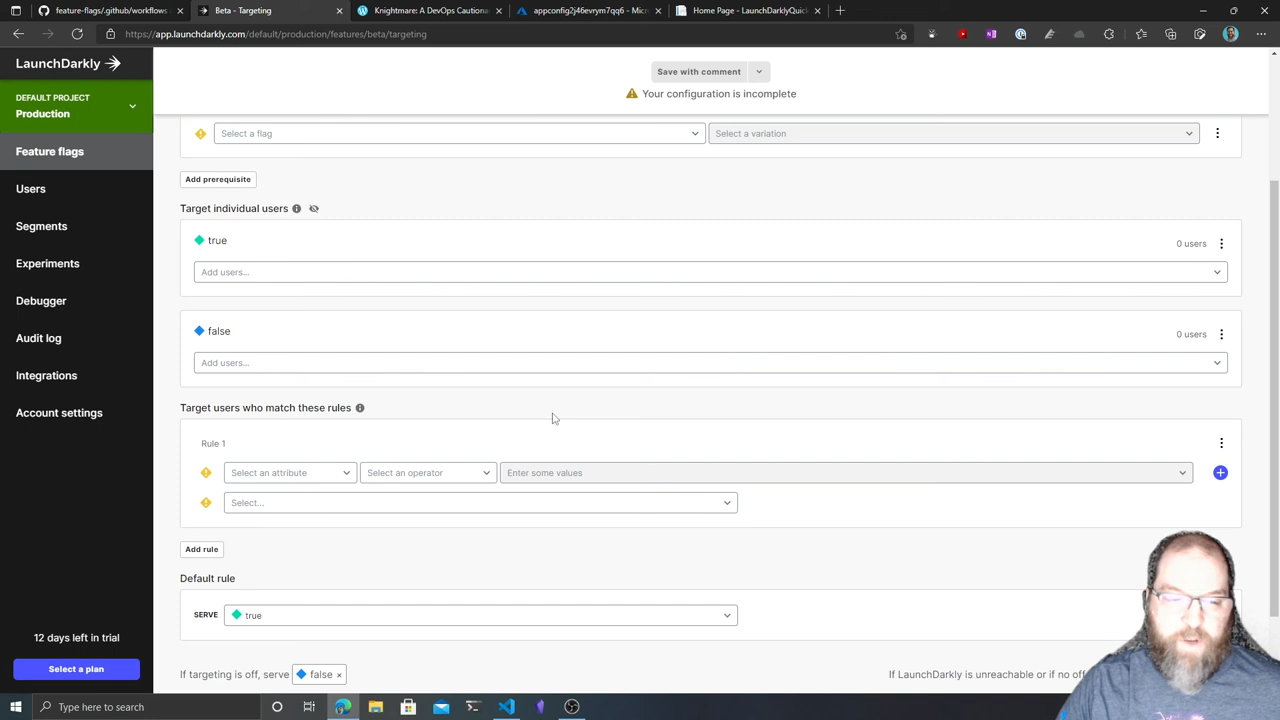 feature-flags/.github/workflows
Beta - Targeting
Knightmare: A DevOps Cautiona
appconfig2j46evrym7qq6 - Micr
Home Page - LaunchDarklyQuick
https://app.launchdarkly.com/default/production/features/beta/targeting
LaunchDarkly
DEFAULT PROJECT
Production
Feature flags
Users
Segments
Experiments
Debugger
Audit log
Integrations
Account settings
12 days left in trial
Select a plan
Save with comment
Your configuration is incomplete
Select a flag
Select a variation
Add prerequisite
Target individual users
true
0 users
Add users...
false
0 users
Add users...
Target users who match these rules
Rule 1
Select an attribute
Select an operator
Enter some values
Select...
Add rule
Default rule
SERVE
true
If targeting is off, serve false ×
If LaunchDarkly is unreachable or if no off
Type here to search